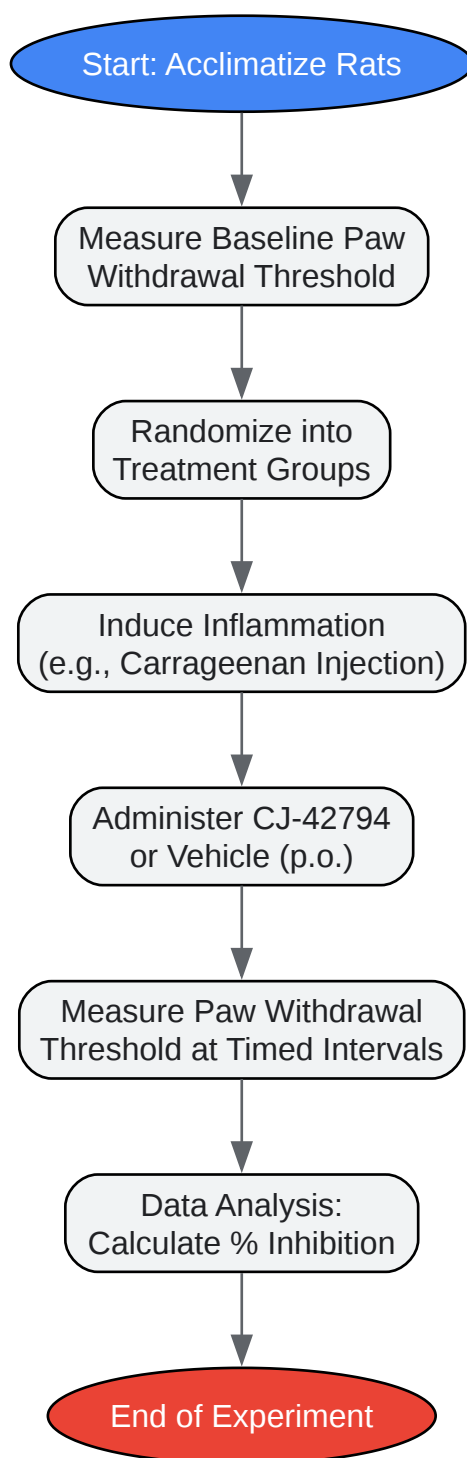 Start: Acclimatize Rats
Measure Baseline Paw
Withdrawal Threshold
Randomize into
Treatment Groups
Induce Inflammation
(e.g., Carrageenan Injection)
Administer CJ-42794
or Vehicle (p.o.)
Measure Paw Withdrawal
Threshold at Timed Intervals
Data Analysis:
Calculate % Inhibition
End of Experiment